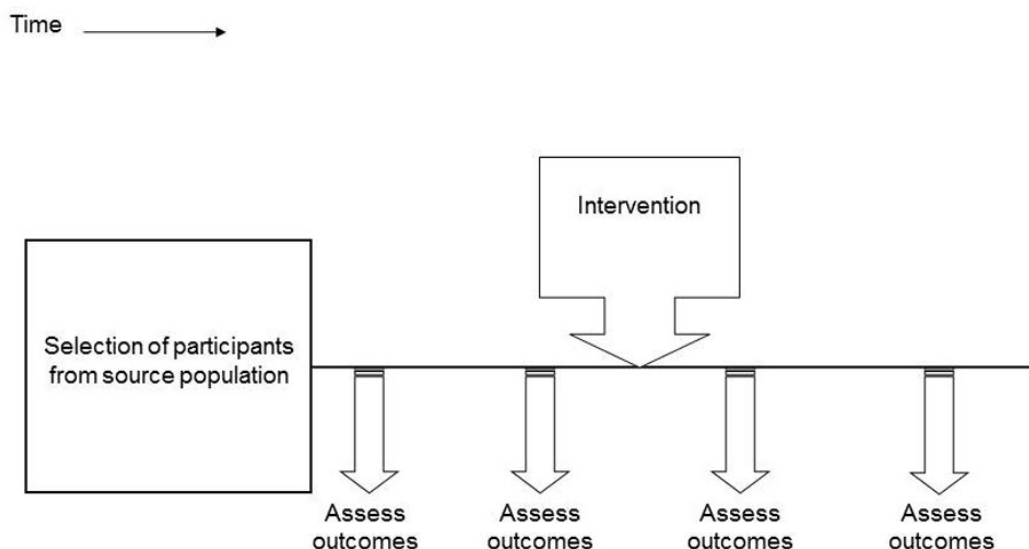 Time
Intervention
Selection of participants
from source population
Assess
outcomes
Assess
outcomes
Assess
outcomes
Assess
outcomes